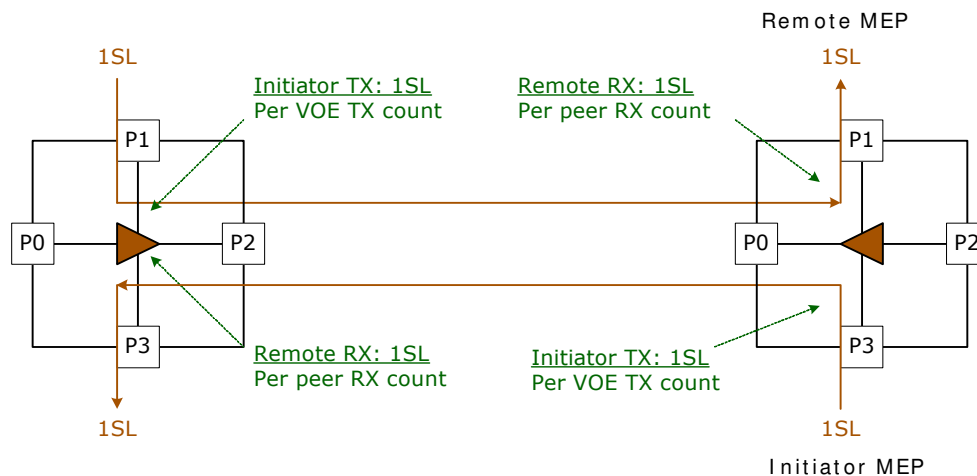 Remote MEP
1SL
1SL
Initiator TX: 1SL
Per VOE TX count
Remote RX: 1SL
Per peer RX count
P1
P1
P0
P2
P0
P2
P3
P3
Remote RX: 1SL
Per peer RX count
Initiator TX: 1SL
Per VOE TX count
1SL
1SL
Initiator MEP